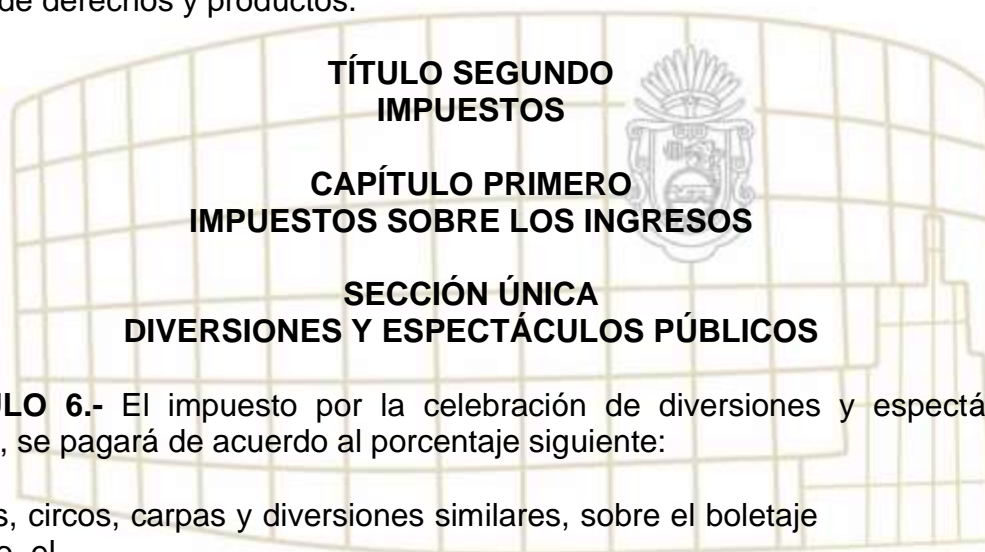 de derechos y productos.
TÍTULO SEGUNDO
IMPUESTOS
CAPÍTULO PRIMERO
IMPUESTOS SOBRE LOS INGRESOS
SECCIÓN ÚNICA
DIVERSIONES Y ESPECTÁCULOS PÚBLICOS
ULO 6.- El impuesto por la celebración de diversiones y espectá
, se pagará de acuerdo al porcentaje siguiente:
s, circos, carpas y diversiones similares, sobre el boletaje
el